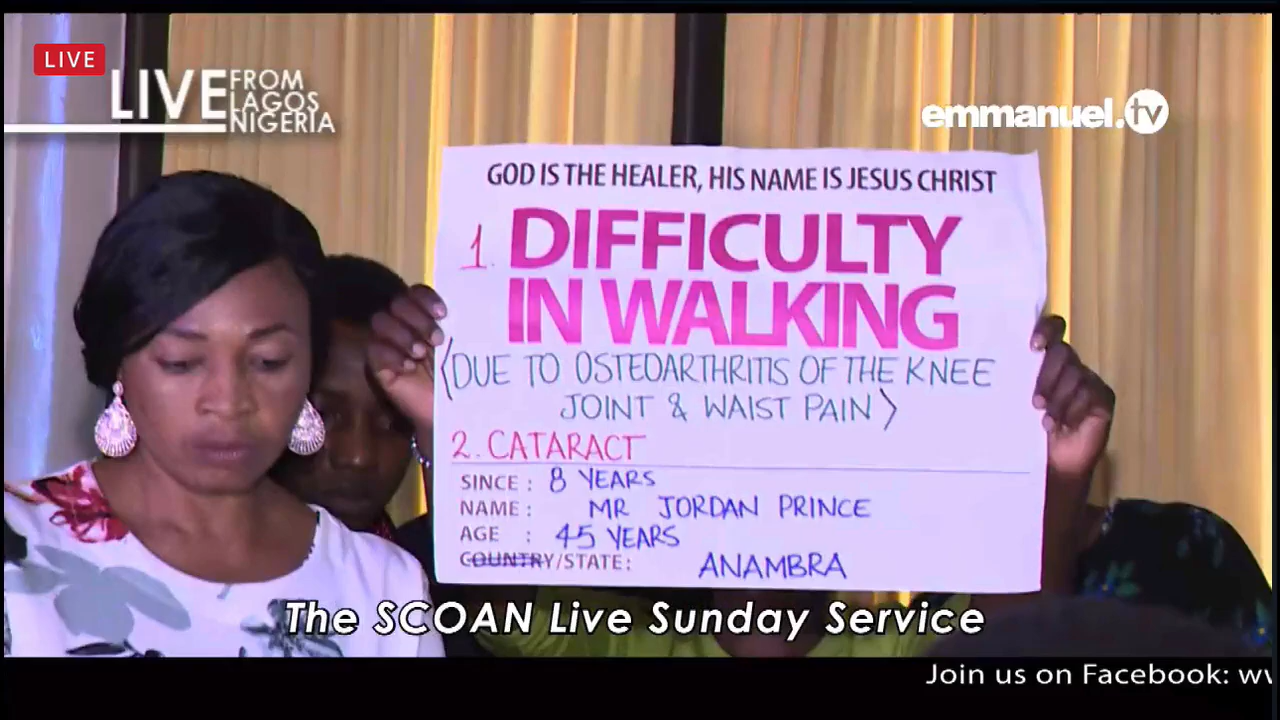 LIVE
LIVE FROM
LAGOS
NIGERIA
emmanuel.tv
GOD IS THE HEALER, HIS NAME IS JESUS CHRIST
1. DIFFICULTY
IN WALKING
(DUE TO OSTEOARTHRITIS OF THE KNEE
JOINT & WAIST PAIN)
2. CATARACT
SINCE : 8 YEARS
NAME : MR JORDAN PRINCE
AGE : 45 YEARS
COUNTRY/STATE: ANAMBRA
The SCOAN Live Sunday Service
Join us on Facebook: